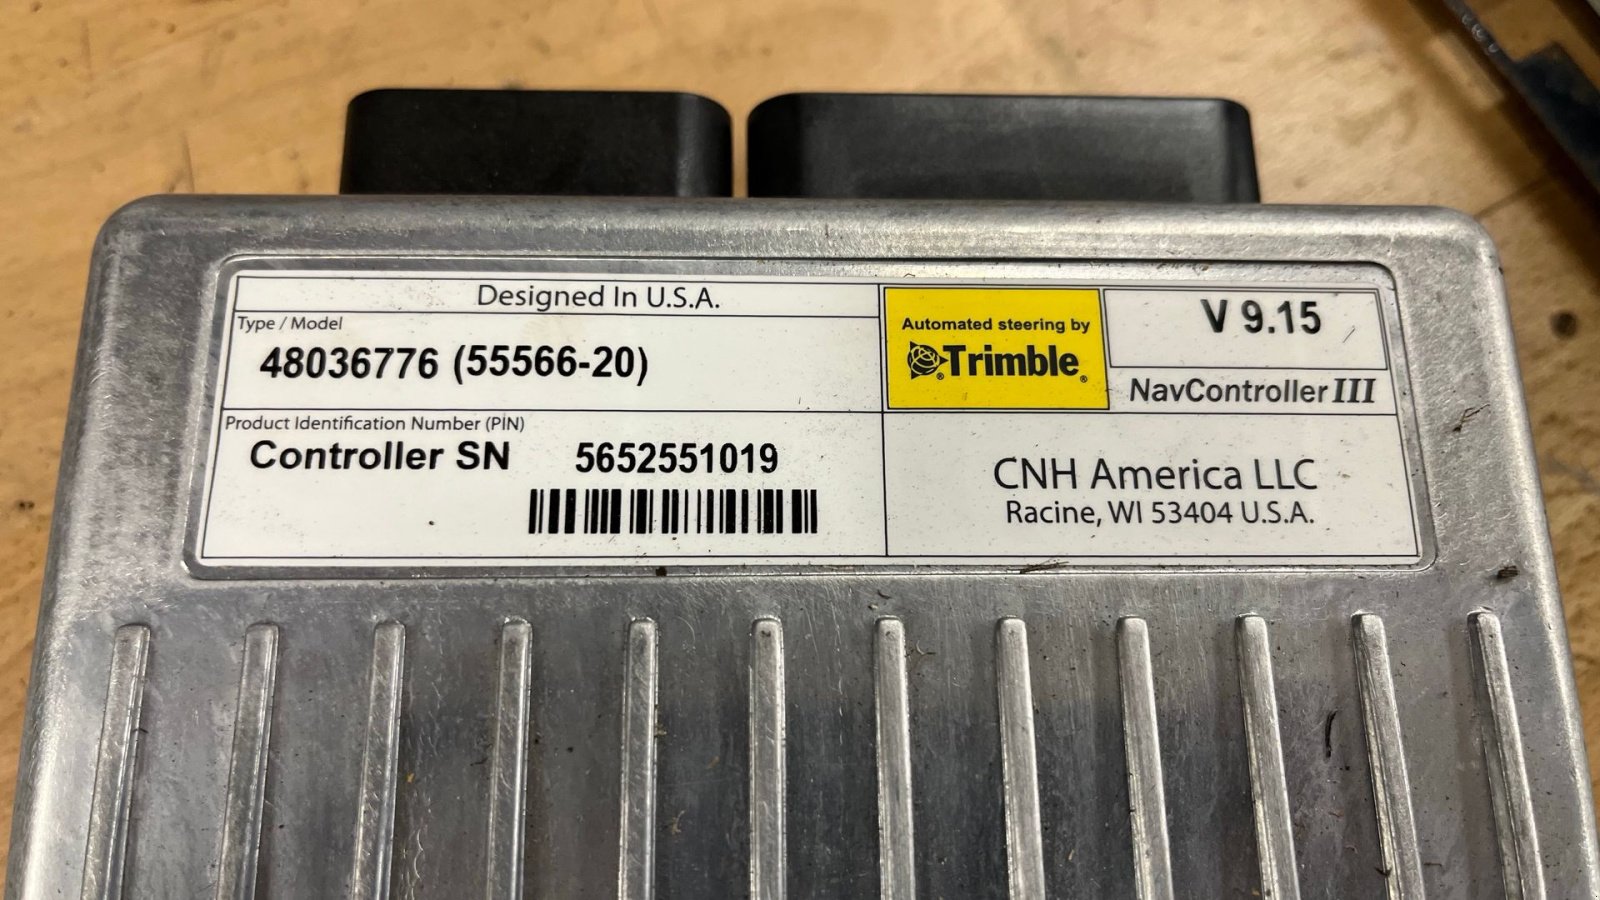 Designed In U.S.A.
Type / Model
48036776 (55566-20)
Automated steering by
Trimble®
V 9.15
NavController III
Product Identification Number (PIN)
Controller SN 5652551019
CNH America LLC
Racine, WI 53404 U.S.A.